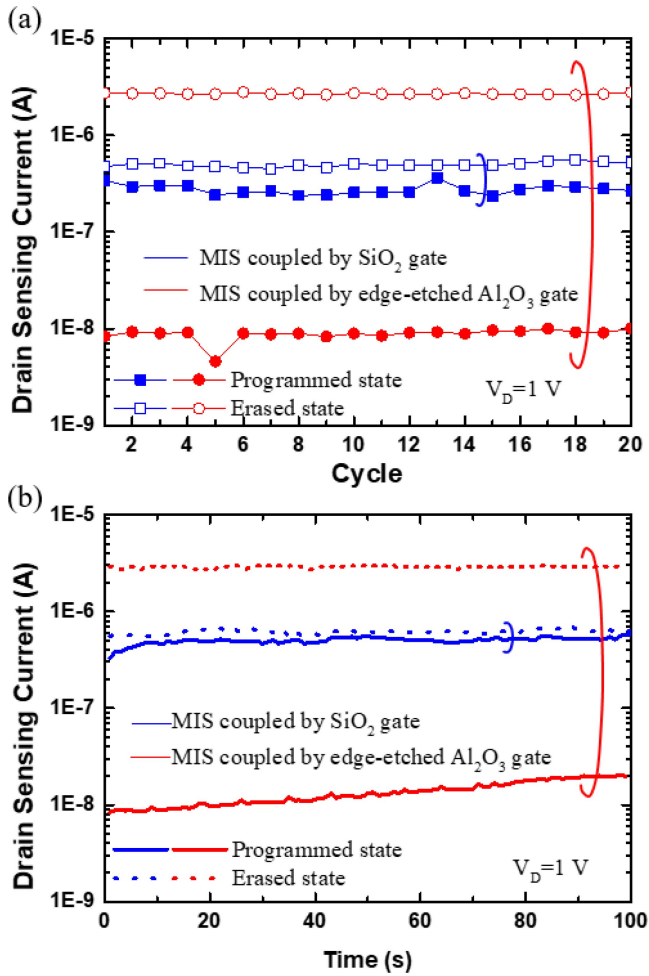 (a)
1E-5
1E-6
1E-7
1E-8
1E-9
Drain Sensing Current (A)
MIS coupled by SiO₂ gate
MIS coupled by edge-etched Al₂O₃ gate
Programmed state
Erased state
V_D=1 V
2 4 6 8 10 12 14 16 18 20
Cycle
(b)
1E-5
1E-6
1E-7
1E-8
1E-9
Drain Sensing Current (A)
MIS coupled by SiO₂ gate
MIS coupled by edge-etched Al₂O₃ gate
Programmed state
Erased state
V_D=1 V
0 20 40 60 80 100
Time (s)